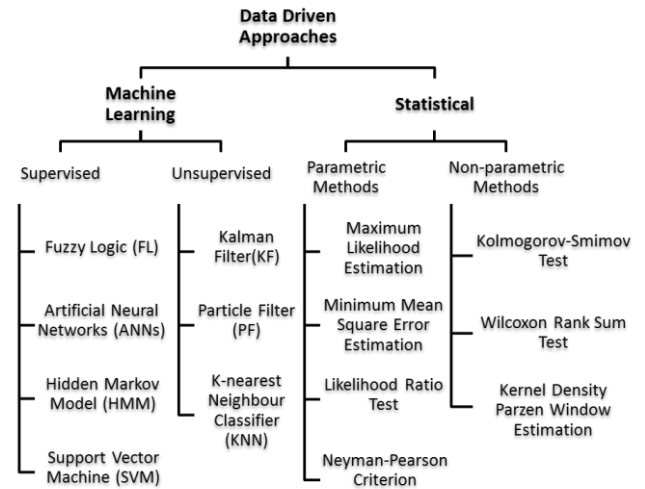 Data Driven
Approaches
Machine
Learning
Statistical
Supervised
Unsupervised
Parametric
Methods
Non-parametric
Methods
Fuzzy Logic (FL)
Artificial Neural
Networks (ANNs)
Hidden Markov
Model (HMM)
Support Vector
Machine (SVM)
Kalman
Filter(KF)
Particle Filter
(PF)
K-nearest
Neighbour
Classifier
(KNN)
Maximum
Likelihood
Estimation
Minimum Mean
Square Error
Estimation
Likelihood Ratio
Test
Neyman-Pearson
Criterion
Kolmogorov-Smimov
Test
Wilcoxon Rank Sum
Test
Kernel Density
Parzen Window
Estimation